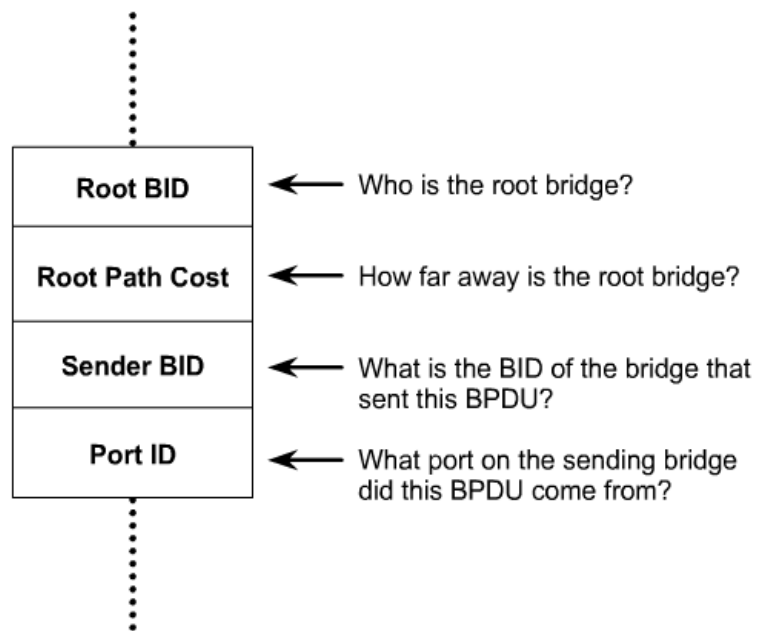 Root BID
Who is the root bridge?
Root Path Cost
How far away is the root bridge?
Sender BID
What is the BID of the bridge that
sent this BPDU?
Port ID
What port on the sending bridge
did this BPDU come from?